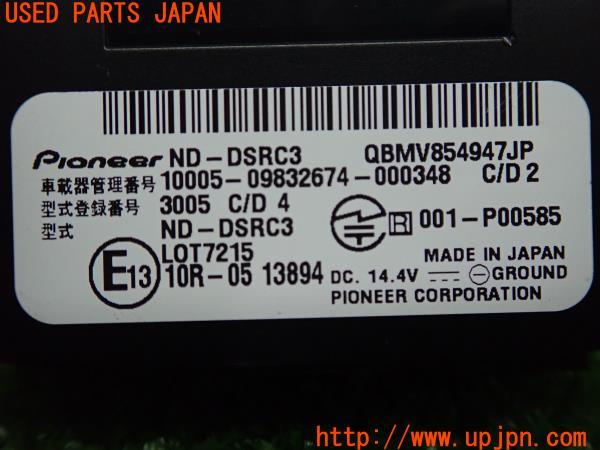 USED PARTS JAPAN
Pioneer ND-DSRC3 QBMV854947JP
車載器管理番号 10005-09832674-000348 C/D 2
型式登録番号 3005 C/D 4
型式 ND-DSRC3
R 001-P00585
LOT7215
E13 10R-05 13894
MADE IN JAPAN
DC. 14.4V GROUND
PIONEER CORPORATION
www.upjpn.com